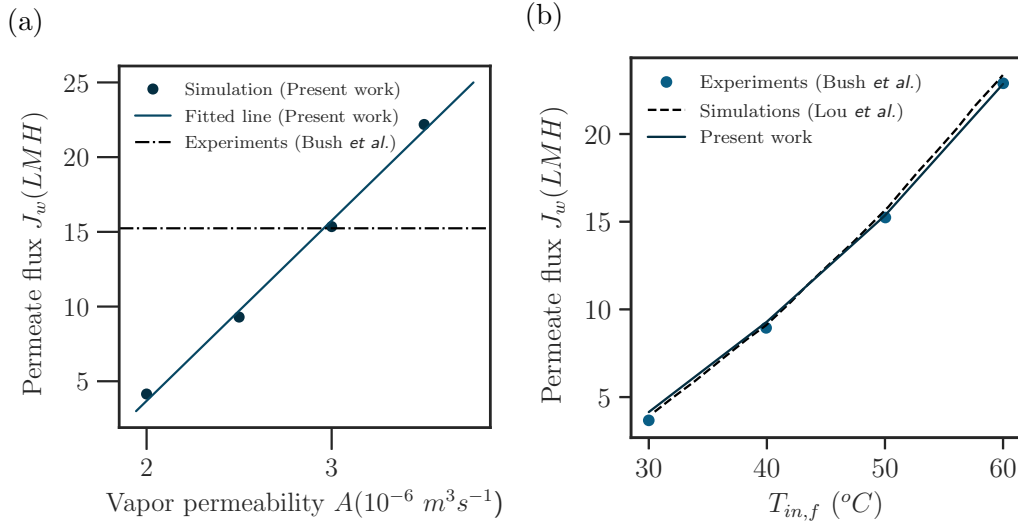 (a)
25
20
15
10
5
2
3
Permeate flux J_w(LMH)
Vapor permeability A(10^{-6} m^3s^{-1})
Simulation (Present work)
Fitted line (Present work)
Experiments (Bush et al.)
(b)
20
15
10
5
30
40
50
60
Permeate flux J_w(LMH)
T_{in,f} (^oC)
Experiments (Bush et al.)
Simulations (Lou et al.)
Present work